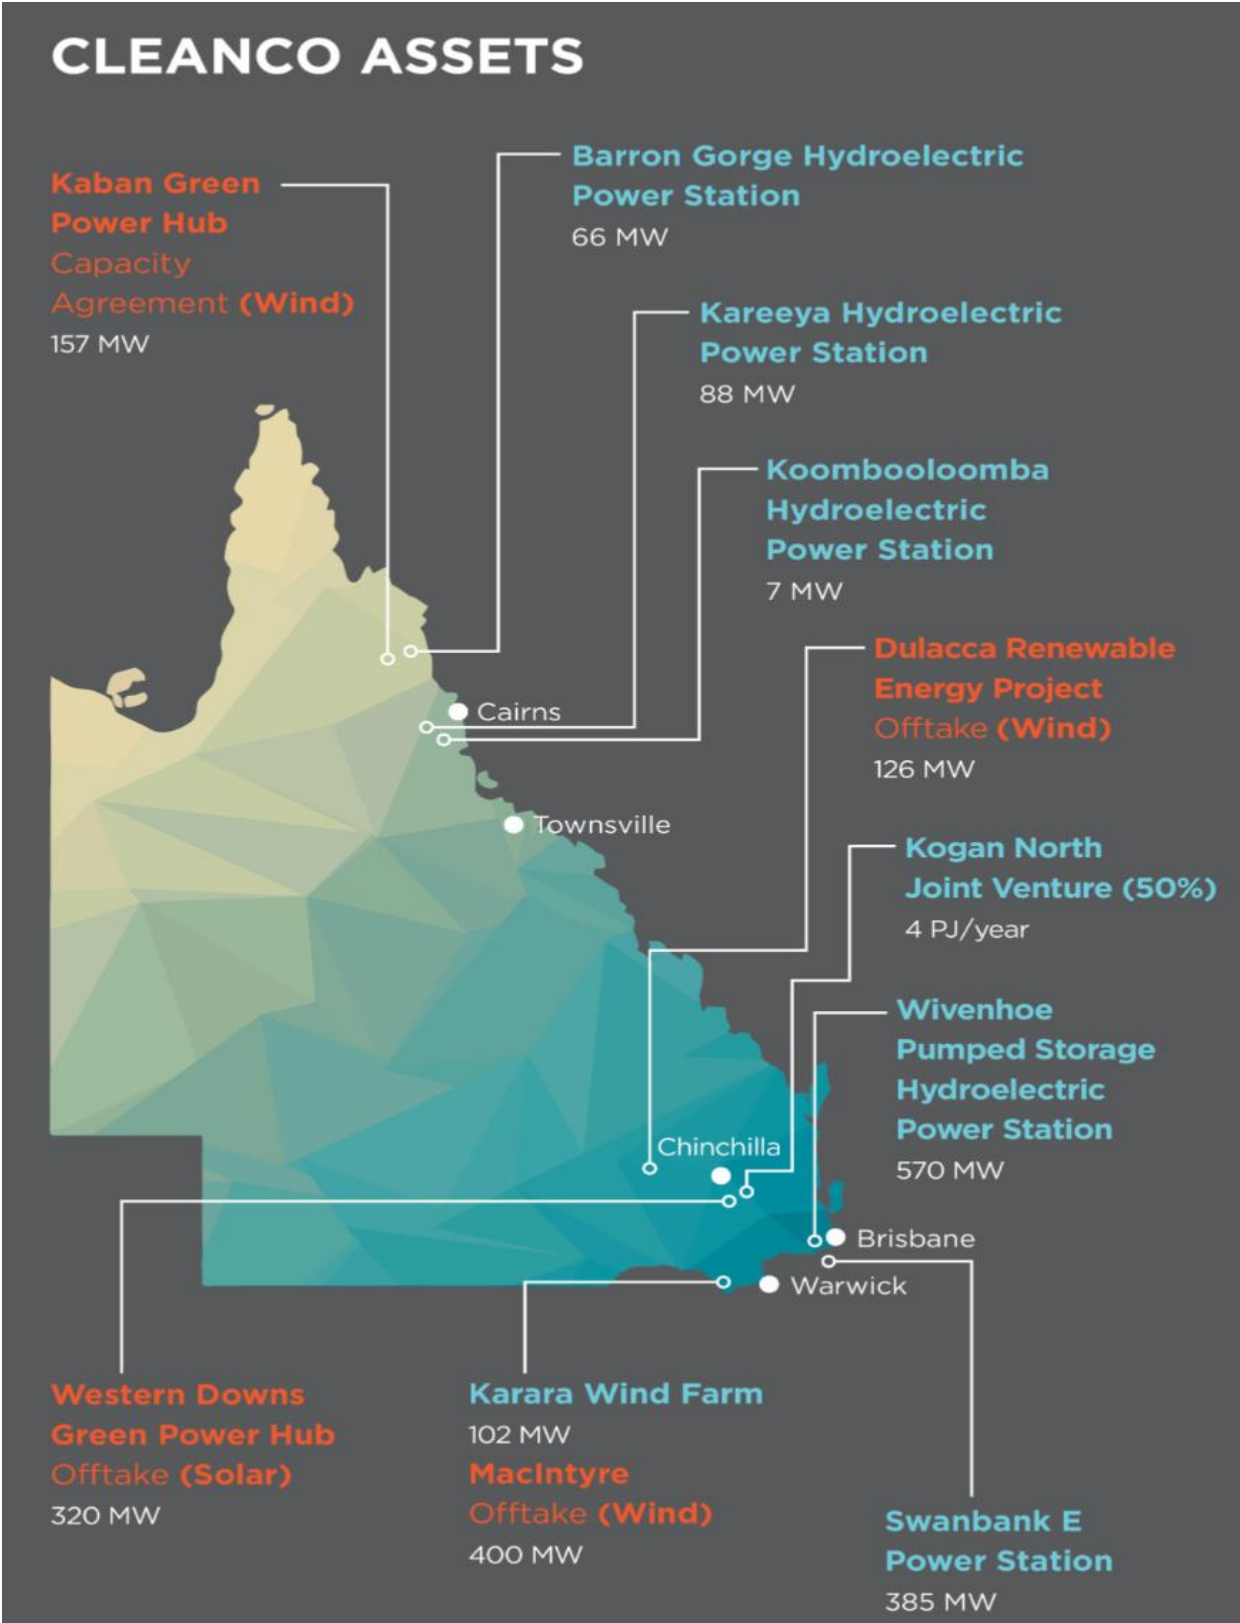 CLEANCO ASSETS
Kaban Green
Power Hub
Capacity
Agreement (Wind)
157 MW
Barron Gorge Hydroelectric
Power Station
66 MW
Kareeya Hydroelectric
Power Station
88 MW
Koombooloomba
Hydroelectric
Power Station
7 MW
Dulacca Renewable
Energy Project
Offtake (Wind)
126 MW
Cairns
Townsville
Kogan North
Joint Venture (50%)
4 PJ/year
Wivenhoe
Pumped Storage
Hydroelectric
Power Station
570 MW
Chinchilla
Brisbane
Warwick
Western Downs
Green Power Hub
Offtake (Solar)
320 MW
Karara Wind Farm
102 MW
MacIntyre
Offtake (Wind)
400 MW
Swanbank E
Power Station
385 MW